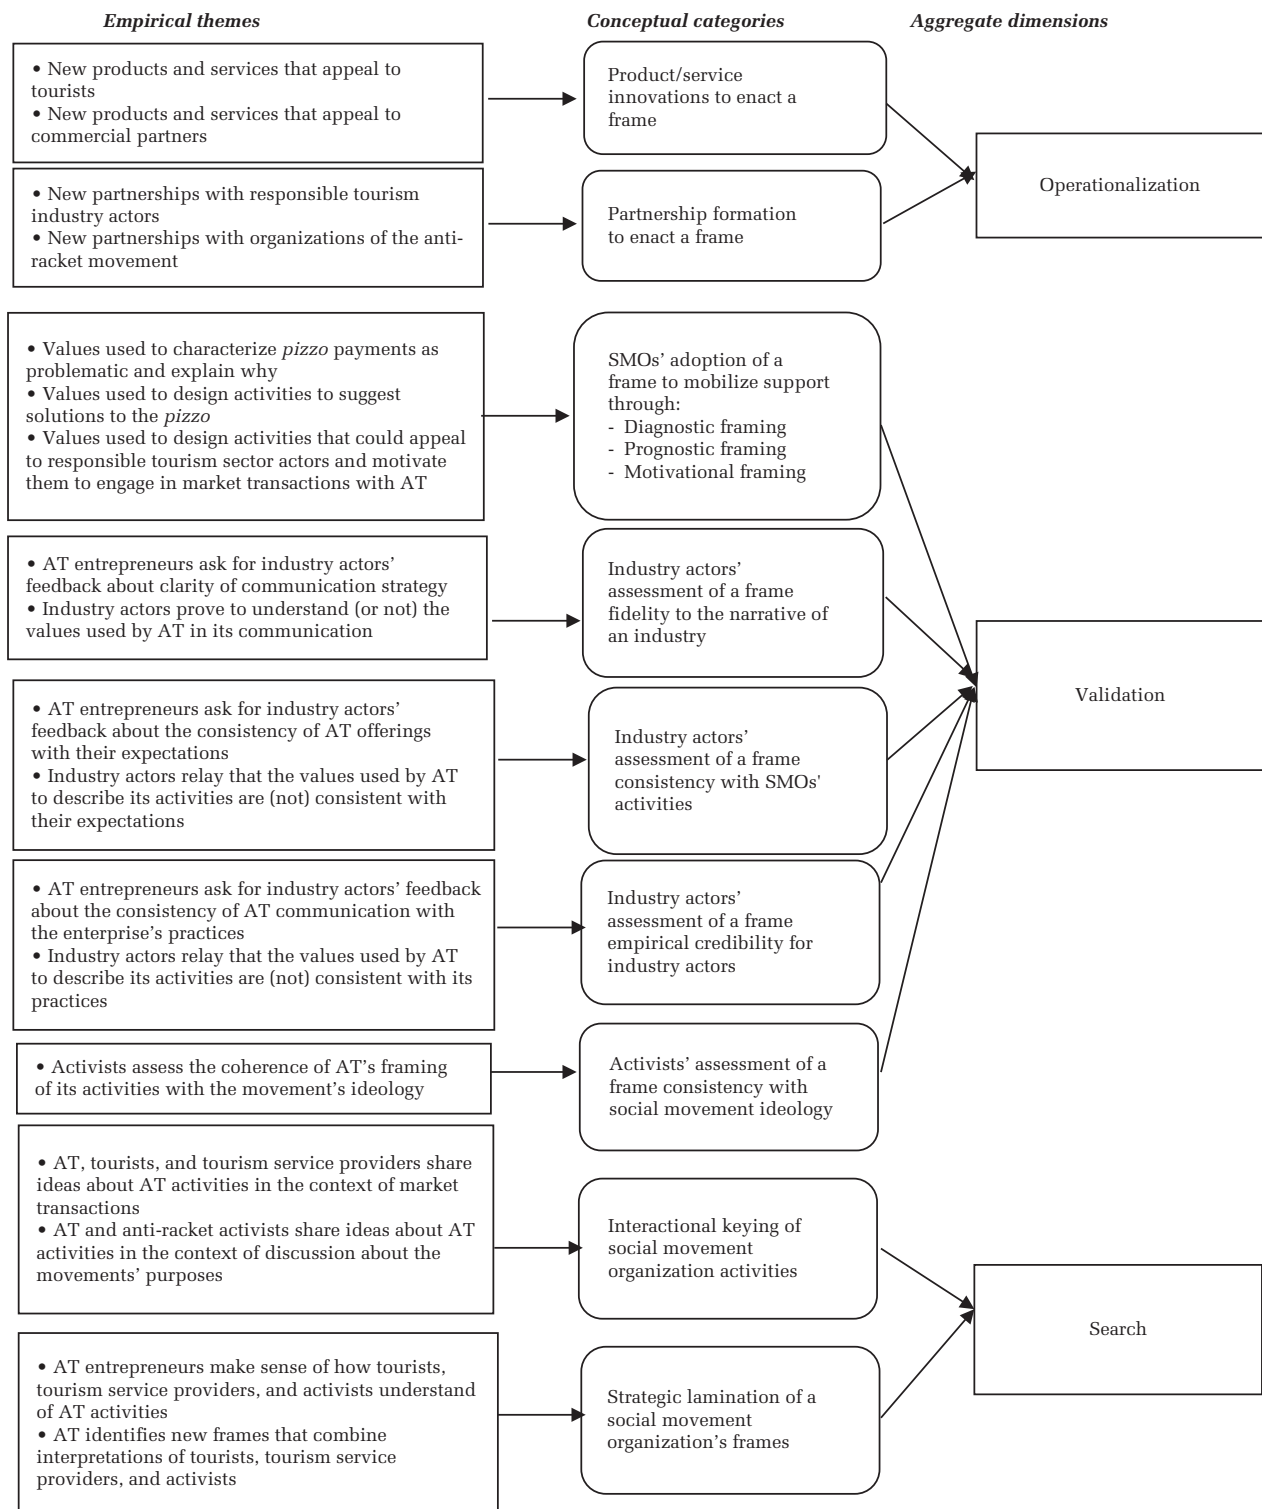 Empirical themes
Conceptual categories
Aggregate dimensions
• New products and services that appeal to
tourists
• New products and services that appeal to
commercial partners
Product/service
innovations to enact a
frame
Operationalization
• New partnerships with responsible tourism
industry actors
• New partnerships with organizations of the anti-
racket movement
Partnership formation
to enact a frame
• Values used to characterize pizzo payments as
problematic and explain why
• Values used to design activities to suggest
solutions to the pizzo
• Values used to design activities that could appeal
to responsible tourism sector actors and motivate
them to engage in market transactions with AT
SMOs' adoption of a
frame to mobilize support
through:
- Diagnostic framing
- Prognostic framing
- Motivational framing
• AT entrepreneurs ask for industry actors'
feedback about clarity of communication strategy
• Industry actors prove to understand (or not) the
values used by AT in its communication
Industry actors'
assessment of a frame
fidelity to the narrative of
an industry
Validation
• AT entrepreneurs ask for industry actors'
feedback about the consistency of AT offerings
with their expectations
• Industry actors relay that the values used by AT
to describe its activities are (not) consistent with
their expectations
Industry actors'
assessment of a frame
consistency with SMOs'
activities
• AT entrepreneurs ask for industry actors' feedback
about the consistency of AT communication with
the enterprise's practices
• Industry actors relay that the values used by AT
to describe its activities are (not) consistent with its
practices
Industry actors'
assessment of a frame
empirical credibility for
industry actors
• Activists assess the coherence of AT's framing
of its activities with the movement's ideology
Activists' assessment of a
frame consistency with
social movement ideology
• AT, tourists, and tourism service providers share
ideas about AT activities in the context of market
transactions
• AT and anti-racket activists share ideas about AT
activities in the context of discussion about the
movements' purposes
Interactional keying of
social movement
organization activities
Search
• AT entrepreneurs make sense of how tourists,
tourism service providers, and activists understand
of AT activities
• AT identifies new frames that combine
interpretations of tourists, tourism service
providers, and activists
Strategic lamination of a
social movement
organization's frames